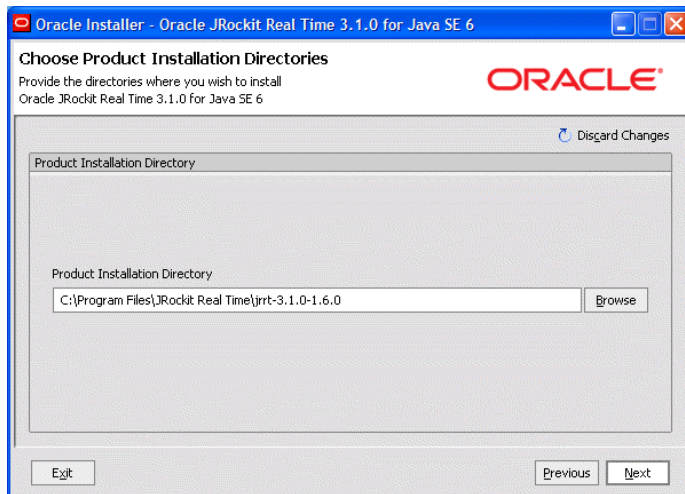 Oracle Installer - Oracle JRockit Real Time 3.1.0 for Java SE 6
Choose Product Installation Directories
Provide the directories where you wish to install
Oracle JRockit Real Time 3.1.0 for Java SE 6
ORACLE®
Discard Changes
Product Installation Directory
Product Installation Directory
C:\Program Files\JRockit Real Time\jrrt-3.1.0-1.6.0
Browse
Exit
Previous
Next